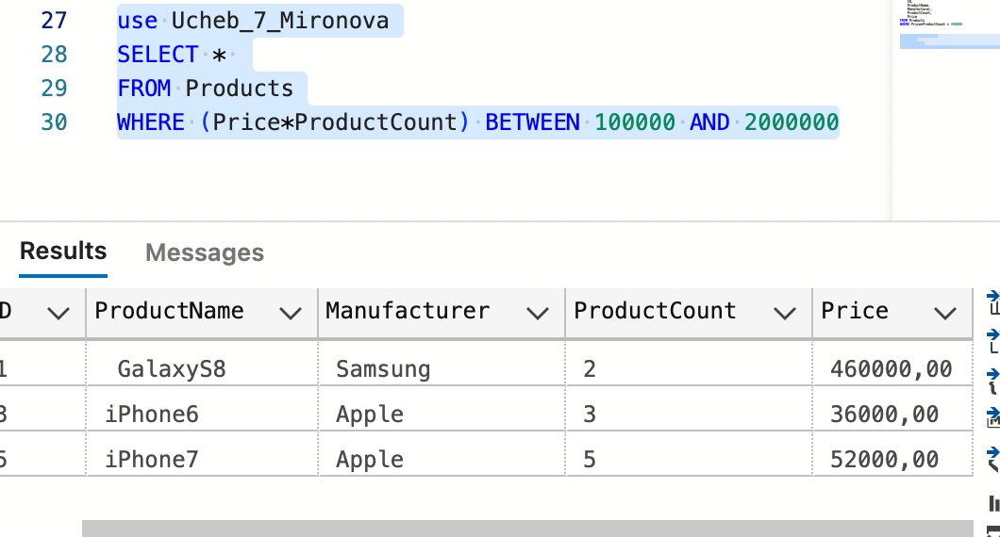 27 use Ucheb_7_Mironova
28 SELECT *
29 FROM Products
30 WHERE (Price*ProductCount) BETWEEN 100000 AND 2000000
Results Messages
D ProductName Manufacturer ProductCount Price
1 GalaxyS8 Samsung 2 460000,00
3 iPhone6 Apple 3 36000,00
5 iPhone7 Apple 5 52000,00